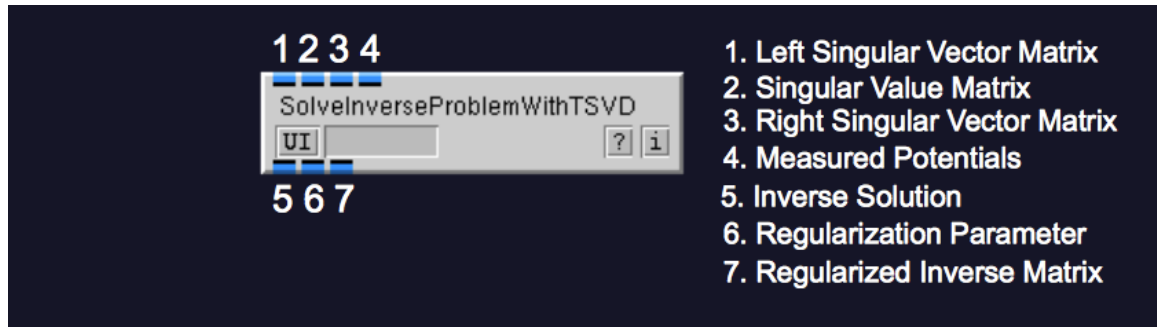 1 2 3 4
SolveInverseProblemWithTSVD
UI
? i
5 6 7
1. Left Singular Vector Matrix
2. Singular Value Matrix
3. Right Singular Vector Matrix
4. Measured Potentials
5. Inverse Solution
6. Regularization Parameter
7. Regularized Inverse Matrix